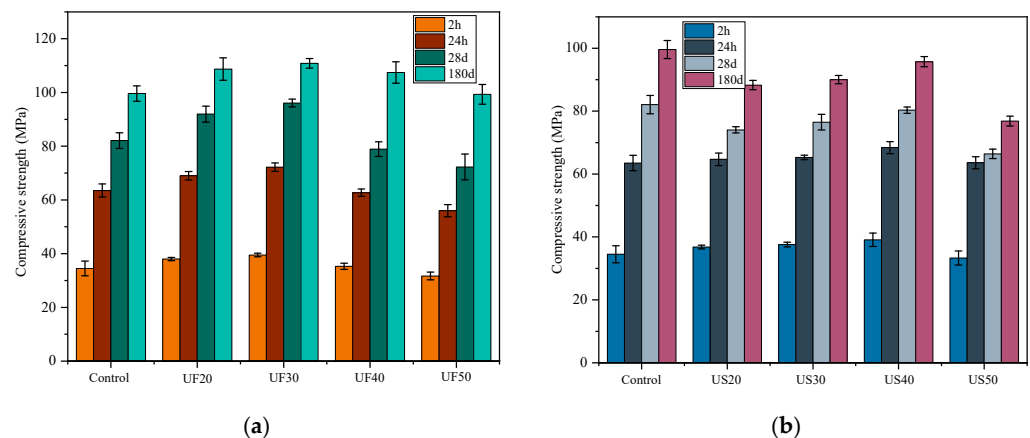 2h
24h
28d
180d
Compressive strength (MPa)
120
100
80
60
40
20
0
Control UF20 UF30 UF40 UF50
(a)
2h
24h
28d
180d
Compressive strength (MPa)
100
80
60
40
20
0
Control US20 US30 US40 US50
(b)